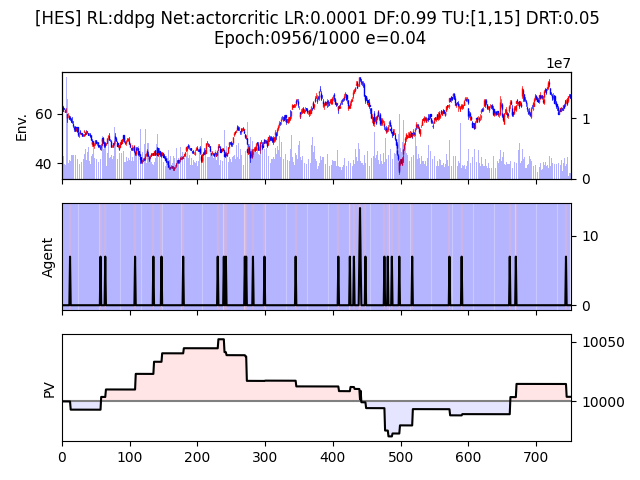 [HES] RL:ddpg Net:actorcritic LR:0.0001 DF:0.99 TU:[1,15] DRT:0.05
Epoch:0956/1000 e=0.04
1e7
Env.
60
40
1
0
Agent
10
0
PV
10050
10000
0 100 200 300 400 500 600 700